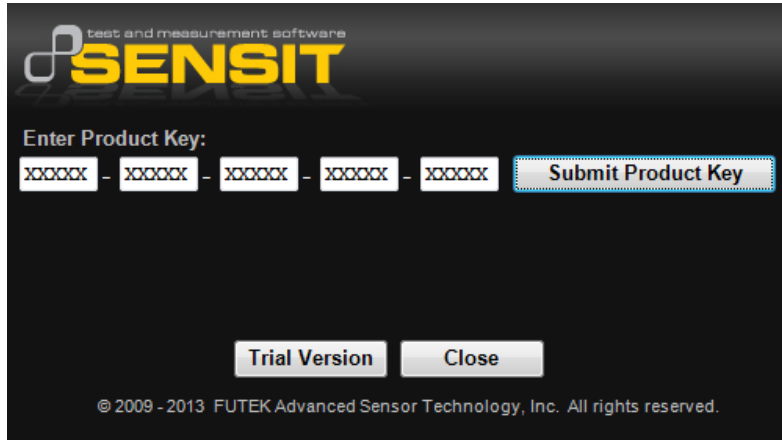 test and measurement software
SENSIT
Enter Product Key:
XXXXX - XXXXX - XXXXX - XXXXX - XXXXX Submit Product Key
Trial Version Close
© 2009 - 2013 FUTEK Advanced Sensor Technology, Inc. All rights reserved.